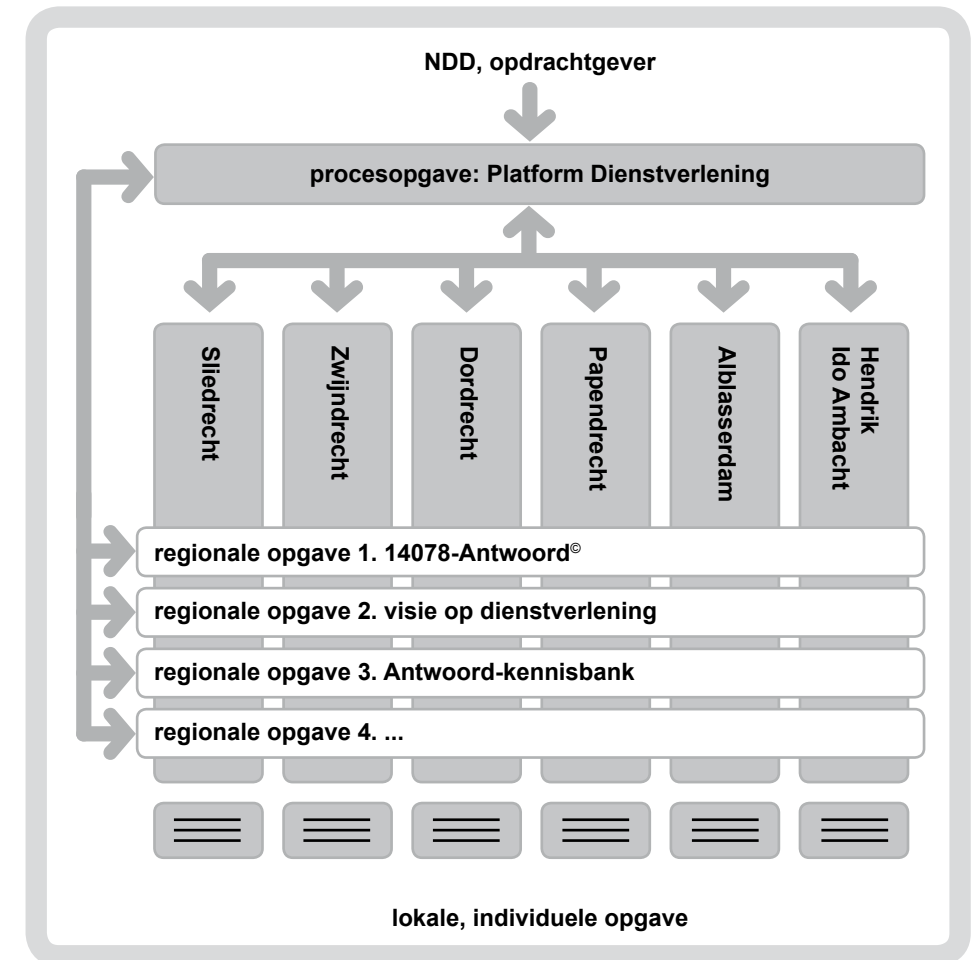 NDD, opdrachtgever
procesopgave: Platform Dienstverlening
Sliedrecht
Zwijndrecht
Dordrecht
Papendrecht
Alblasserdam
Hendrik
Ido Ambacht
regionale opgave 1. 14078-Antwoord©
regionale opgave 2. visie op dienstverlening
regionale opgave 3. Antwoord-kennisbank
regionale opgave 4. ...
lokale, individuele opgave